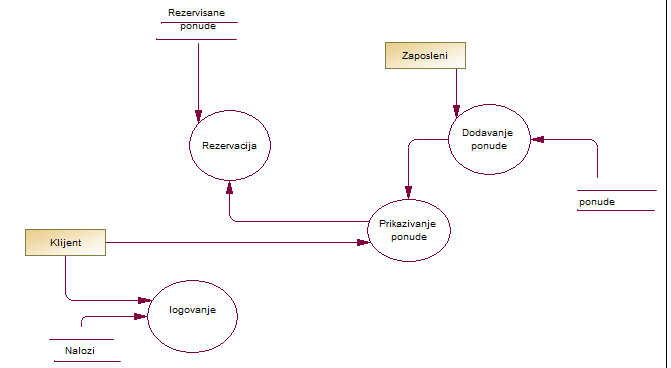 Rezervisane
ponude
Zaposleni
Dodavanje
ponude
Rezervacija
ponude
Prikazivanje
ponude
Klijent
logovanje
Nalozi